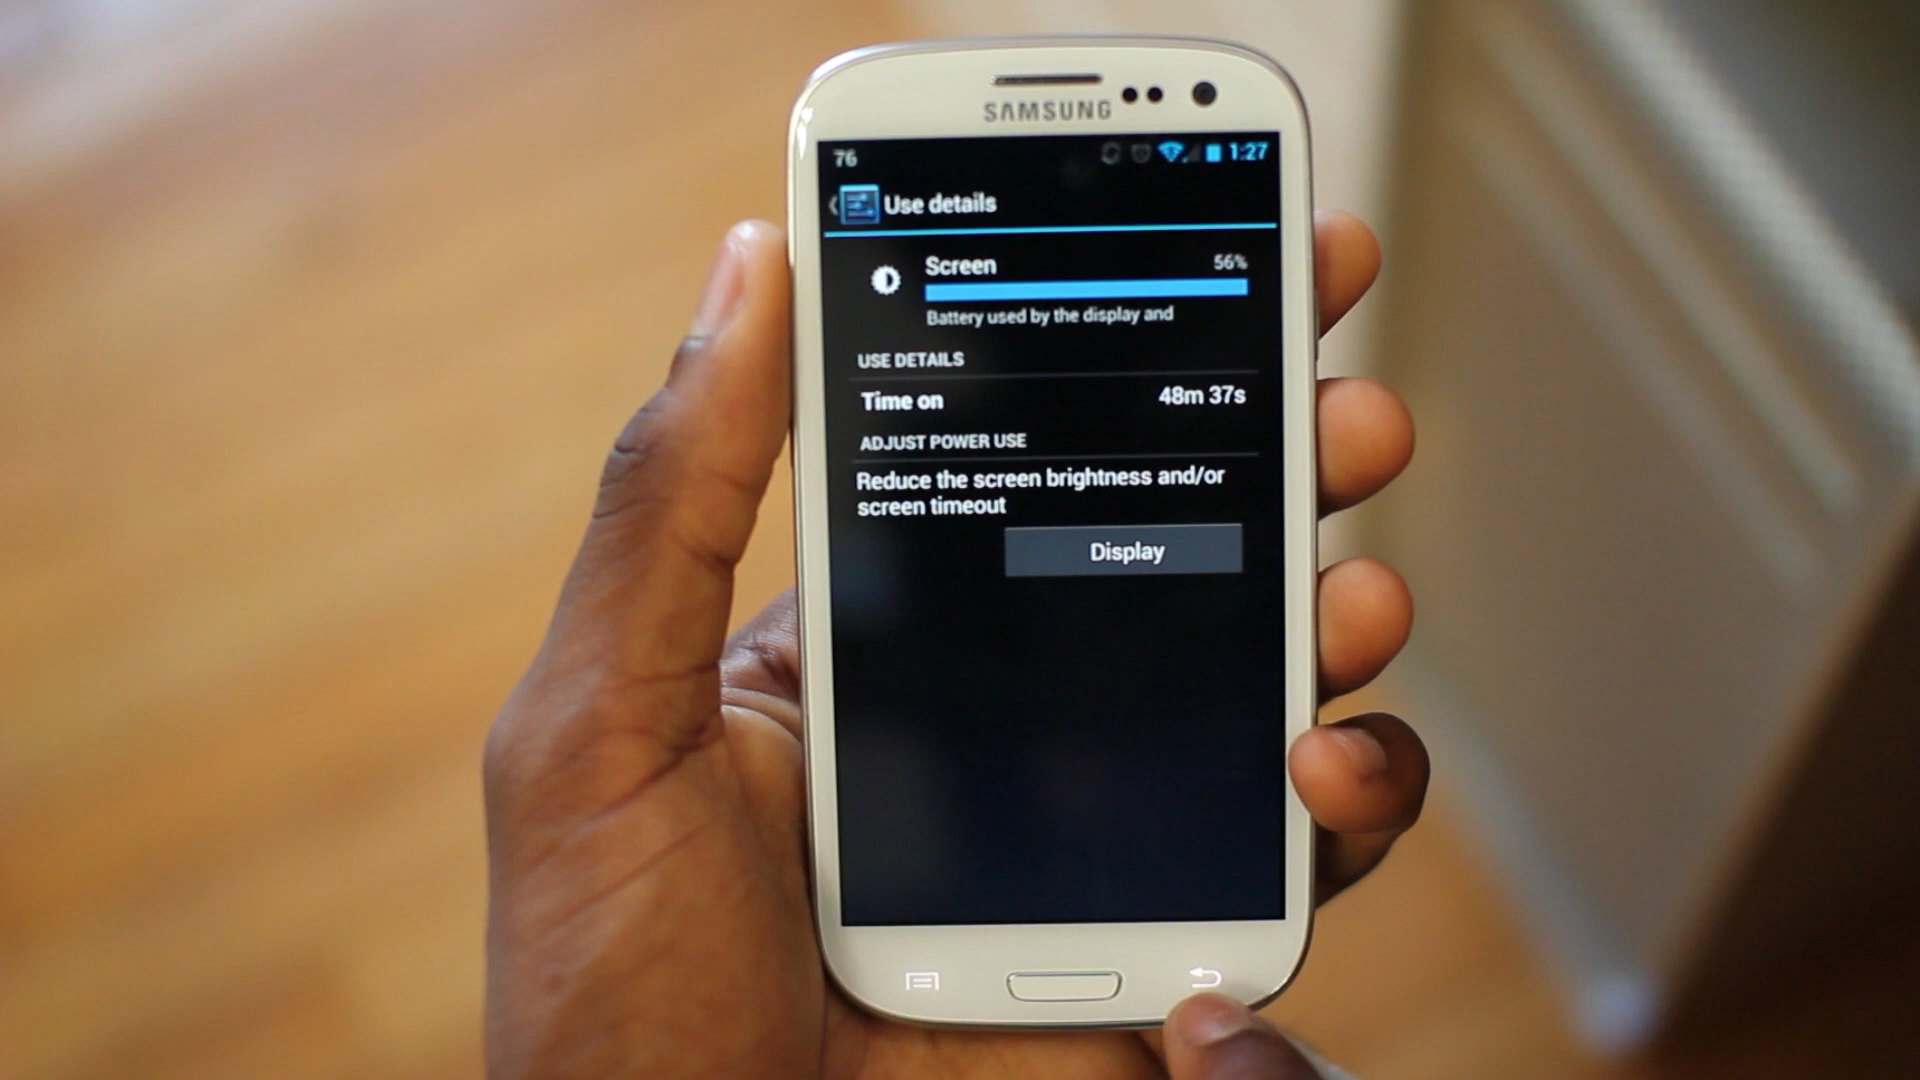 SAMSUNG
76
1:27
Use details
Screen
56%
Battery used by the display and
USE DETAILS
Time on
48m 37s
ADJUST POWER USE
Reduce the screen brightness and/or
screen timeout
Display